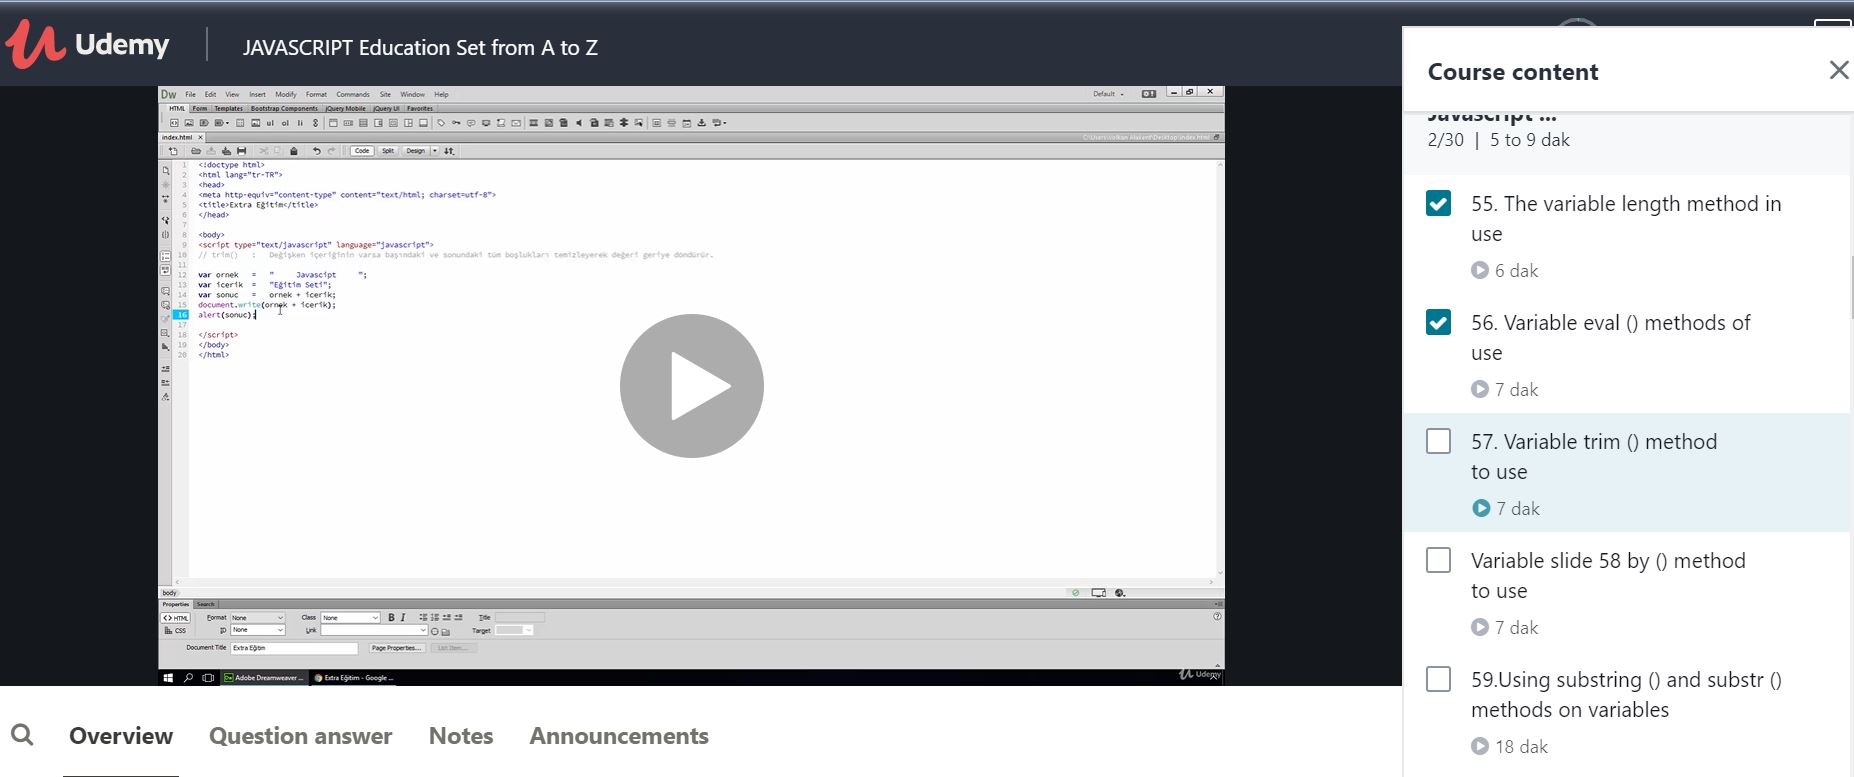 Udemy
JAVASCRIPT Education Set from A to Z
Dw File Edit View Insert Modify Format Commands Site Window Help
Default
HTML Form Templates Bootstrap Components jQuery Mobile jQuery UI Favorites
index.html
C:\Users\Volkan Alakent\Desktop\index.html
Code Split Design
1 <!doctype html>
2 <html lang="tr-TR">
3 <head>
4 <meta http-equiv="content-type" content="text/html; charset=utf-8">
5 <title>Extra Eğitim</title>
6 </head>
7
8 <body>
9 <script type="text/javascript" language="javascript">
10 // trim() : Değişken içeriğinin varsa başındaki ve sonundaki tüm boşlukları temizleyerek değeri geriye döndürür.
11
12 var ornek = " Javascipt ";
13 var icerik = "Eğitim Seti";
14 var sonuc = ornek + icerik;
15 document.write(ornek + icerik);
16 alert(sonuc);
17
18 </script>
19 </body>
20 </html>
body
Properties Search
<> HTML Format None Class None B I Title
CSS ID None Link Target
Document Title Extra Eğitim Page Properties... List Item...
Adobe Dreamweaver ... Extra Eğitim - Google ...
Udemy
Overview Question answer Notes Announcements
Course content
Javascript ...
2/30 | 5 to 9 dak
55. The variable length method in
use
6 dak
56. Variable eval () methods of
use
7 dak
57. Variable trim () method
to use
7 dak
Variable slide 58 by () method
to use
7 dak
59.Using substring () and substr ()
methods on variables
18 dak